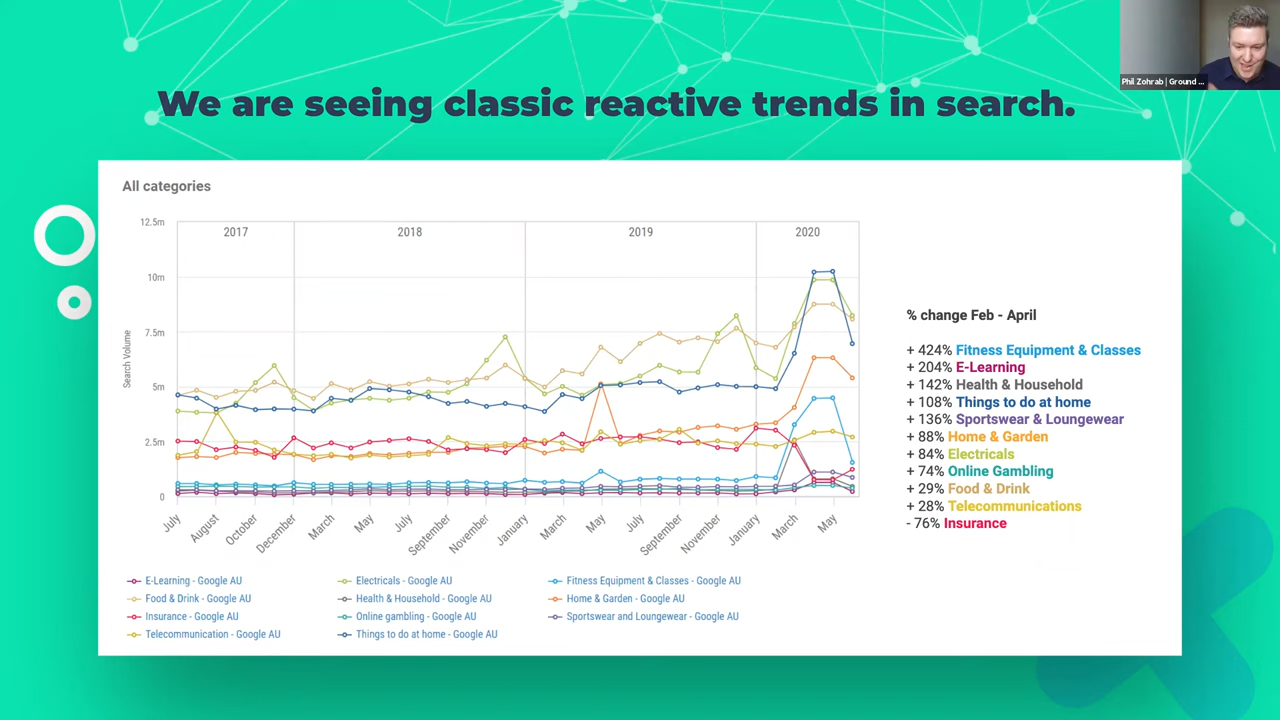 Phil Zohrab | Ground ...
We are seeing classic reactive trends in search.
All categories
12.5m
10m
7.5m
5m
2.5m
0
Search Volume
2017
2018
2019
2020
July
August
October
December
March
May
July
September
November
January
March
May
July
September
November
January
March
May
E-Learning - Google AU
Electricals - Google AU
Fitness Equipment & Classes - Google AU
Food & Drink - Google AU
Health & Household - Google AU
Home & Garden - Google AU
Insurance - Google AU
Online gambling - Google AU
Sportswear and Loungewear - Google AU
Telecommunication - Google AU
Things to do at home - Google AU
% change Feb - April
+ 424% Fitness Equipment & Classes
+ 204% E-Learning
+ 142% Health & Household
+ 108% Things to do at home
+ 136% Sportswear & Loungewear
+ 88% Home & Garden
+ 84% Electricals
+ 74% Online Gambling
+ 29% Food & Drink
+ 28% Telecommunications
- 76% Insurance